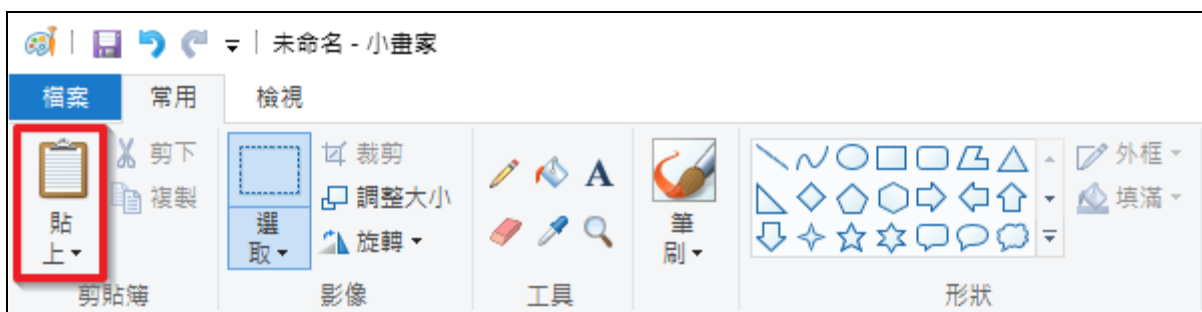 未命名 - 小畫家
檔案 常用 檢視
貼上
剪下
複製
剪貼簿
選取
裁剪
調整大小
旋轉
影像
A
工具
筆刷
形狀
外框
填滿